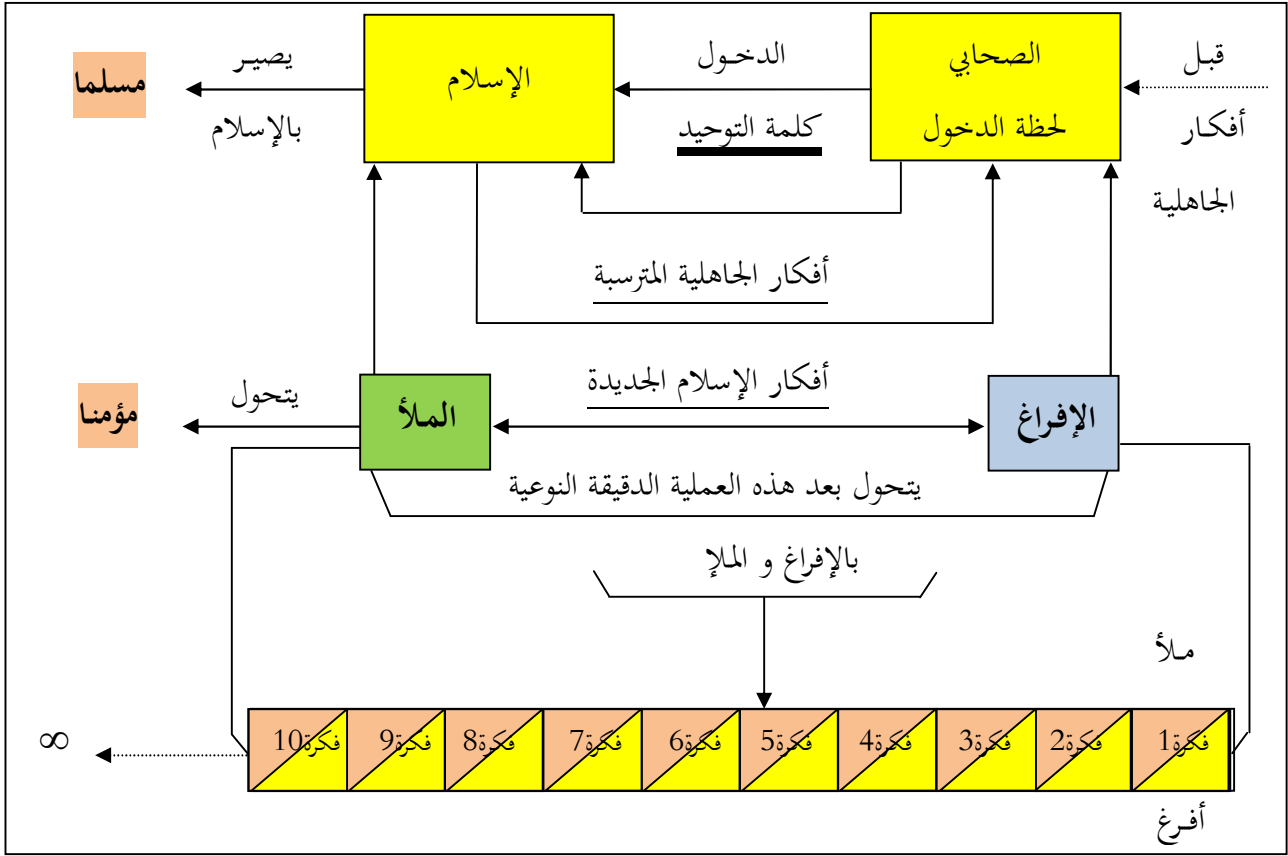 قبل
أفكار
الجاهلية
الصحابي
لحظة الدخول
الدخول
كلمة التوحيد
الإسلام
يصير
بالإسلام
مسلما
أفكار الجاهلية المترسبة
أفكار الإسلام الجديدة
الإفراغ
الملأ
يتحول
مؤمنا
يتحول بعد هذه العملية الدقيقة النوعية
بالإفراغ و الملإ
ملأ
فكرة1 فكرة2 فكرة3 فكرة4 فكرة5 فكرة6 فكرة7 فكرة8 فكرة9 فكرة10 ∞
أفرغ